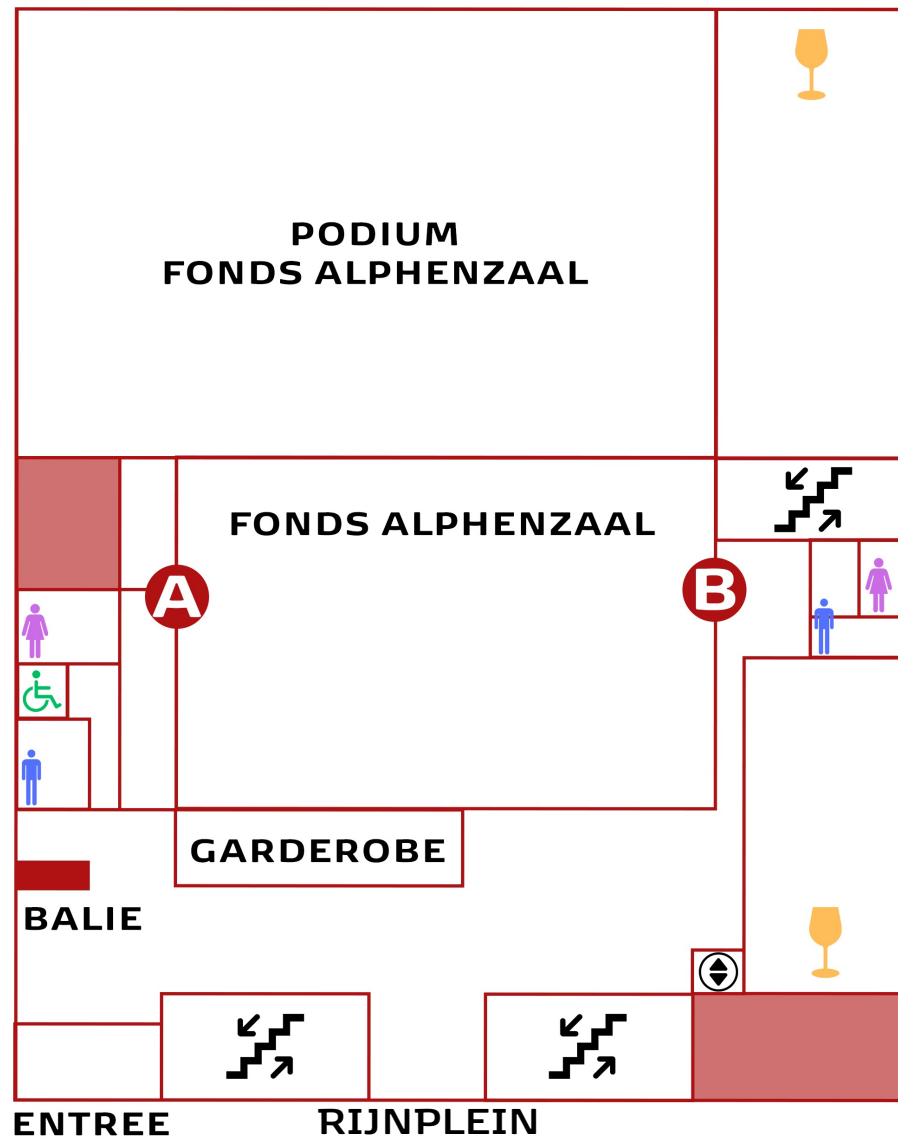 PODIUM
FONDS ALPHENZAAL
FONDS ALPHENZAAL
A
B
GARDEROBE
BALIE
ENTREE
RIJNPLEIN